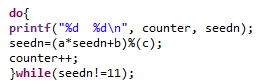 do{
printf("%d  %d\n", counter, seedn);
seedn=(a*seedn+b)%(c);
counter++;
}while(seedn!=11);